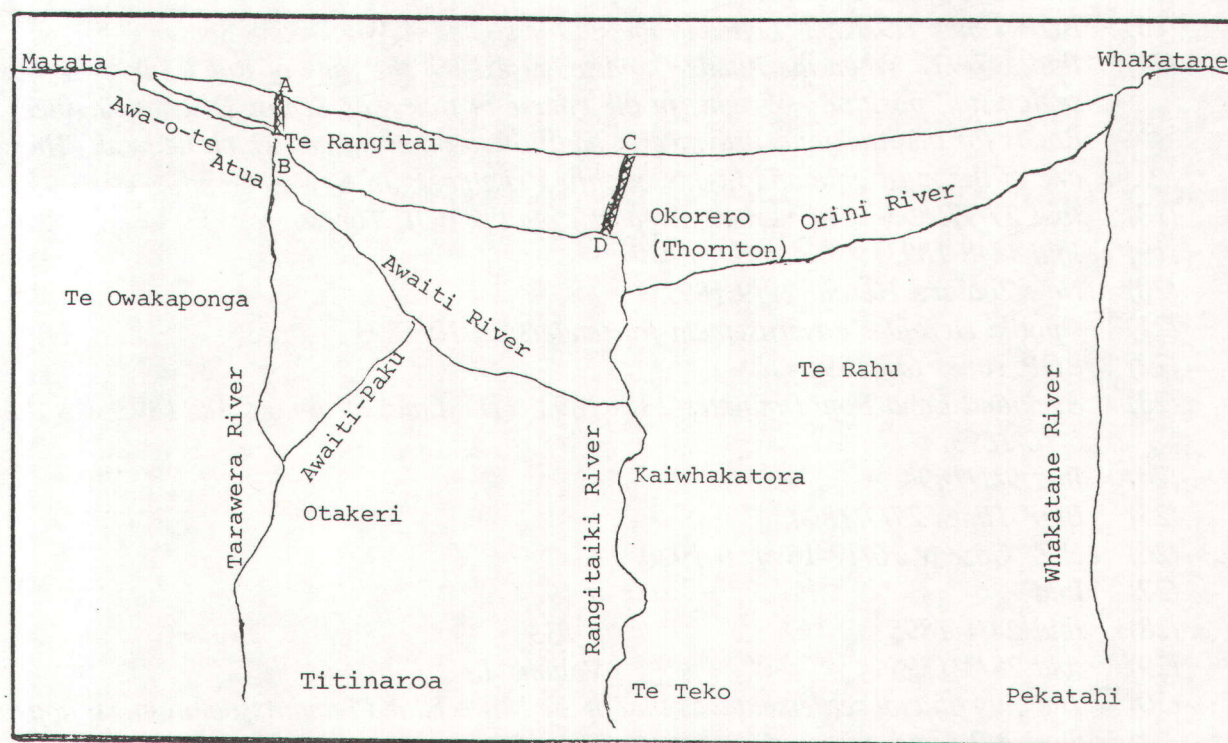 Matata
Whakatane
A
Awa-o-te
Atua
Te Rangitai
B
C
Okorero
(Thornton)
D
Orini River
Awaiti River
Te Owakaponga
Te Rahu
Tarawera River
Awaiti-paku
Rangitaiki River
Kaiwhakatora
Whakatane River
Otakeri
Titinaroa
Te Teko
Pekatahi